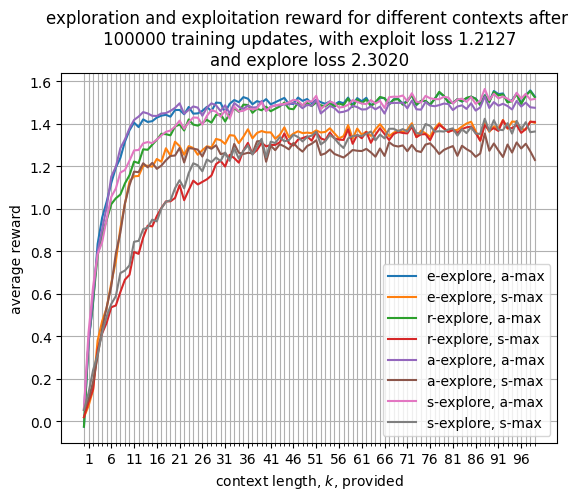 exploration and exploitation reward for different contexts after
100000 training updates, with exploit loss 1.2127
and explore loss 2.3020
1.6
1.4
1.2
1.0
0.8
0.6
0.4
0.2
0.0
average reward
e-explore, a-max
e-explore, s-max
r-explore, a-max
r-explore, s-max
a-explore, a-max
a-explore, s-max
s-explore, a-max
s-explore, s-max
1 6 11 16 21 26 31 36 41 46 51 56 61 66 71 76 81 86 91 96
context length, k, provided